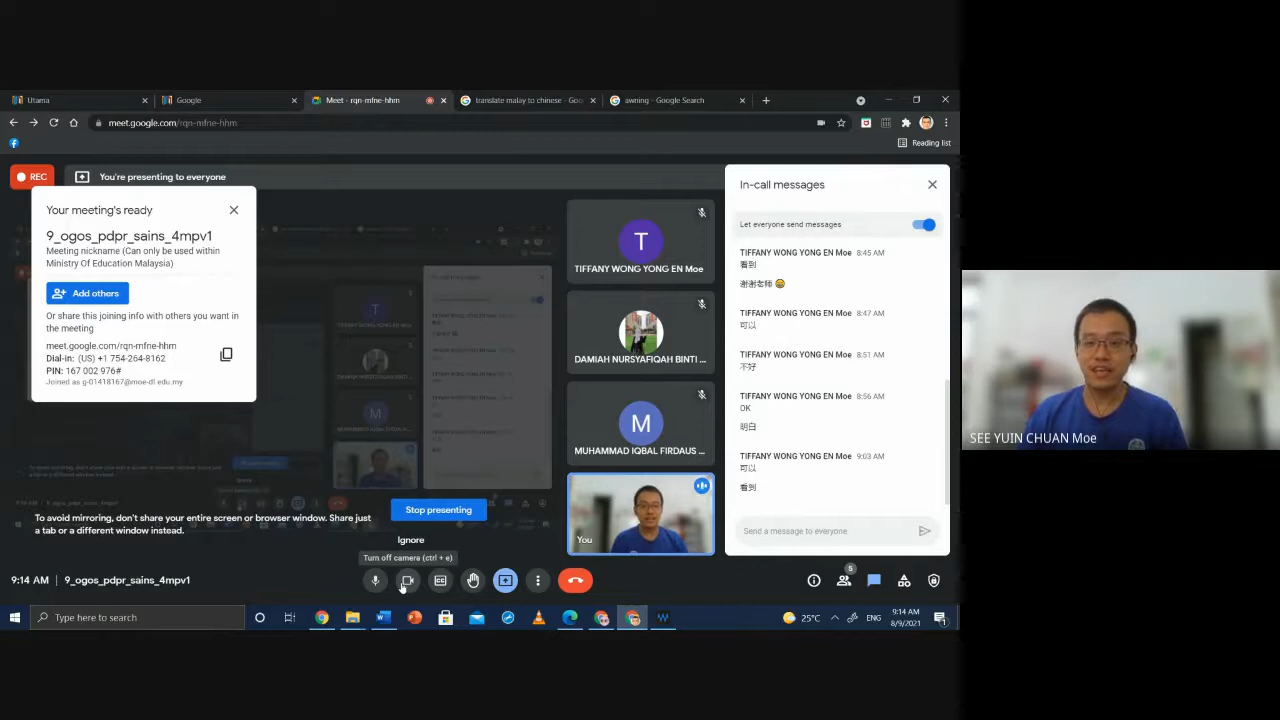 Utama
Google
Meet - rqn-mfne-hhm
translate malay to chinese - Goo
awning - Google Search
meet.google.com/rqn-mfne-hhm
Reading list
REC
You're presenting to everyone
Your meeting's ready
9_ogos_pdpr_sains_4mpv1
Meeting nickname (Can only be used within
Ministry Of Education Malaysia)
Add others
Or share this joining info with others you want in
the meeting
meet.google.com/rqn-mfne-hhm
Dial-in: (US) +1 754-264-8162
PIN: 167 002 976#
Joined as g-01418167@moe-dl.edu.my
T
TIFFANY WONG YONG EN Moe
DAMIAH NURSYAFIQAH BINTI ...
M
MUHAMMAD IQBAL FIRDAUS ...
You
In-call messages
Let everyone send messages
TIFFANY WONG YONG EN Moe 8:45 AM
看到
谢谢老师 😄
TIFFANY WONG YONG EN Moe 8:47 AM
可以
TIFFANY WONG YONG EN Moe 8:51 AM
不好
TIFFANY WONG YONG EN Moe 8:56 AM
OK
明白
TIFFANY WONG YONG EN Moe 9:03 AM
可以
看到
Send a message to everyone
SEE YUIN CHUAN Moe
To avoid mirroring, don't share your entire screen or browser window. Share just
a tab or a different window instead.
Stop presenting
Ignore
Turn off camera (ctrl + e)
9:14 AM | 9_ogos_pdpr_sains_4mpv1
5
Type here to search
25°C
ENG
9:14 AM
8/9/2021